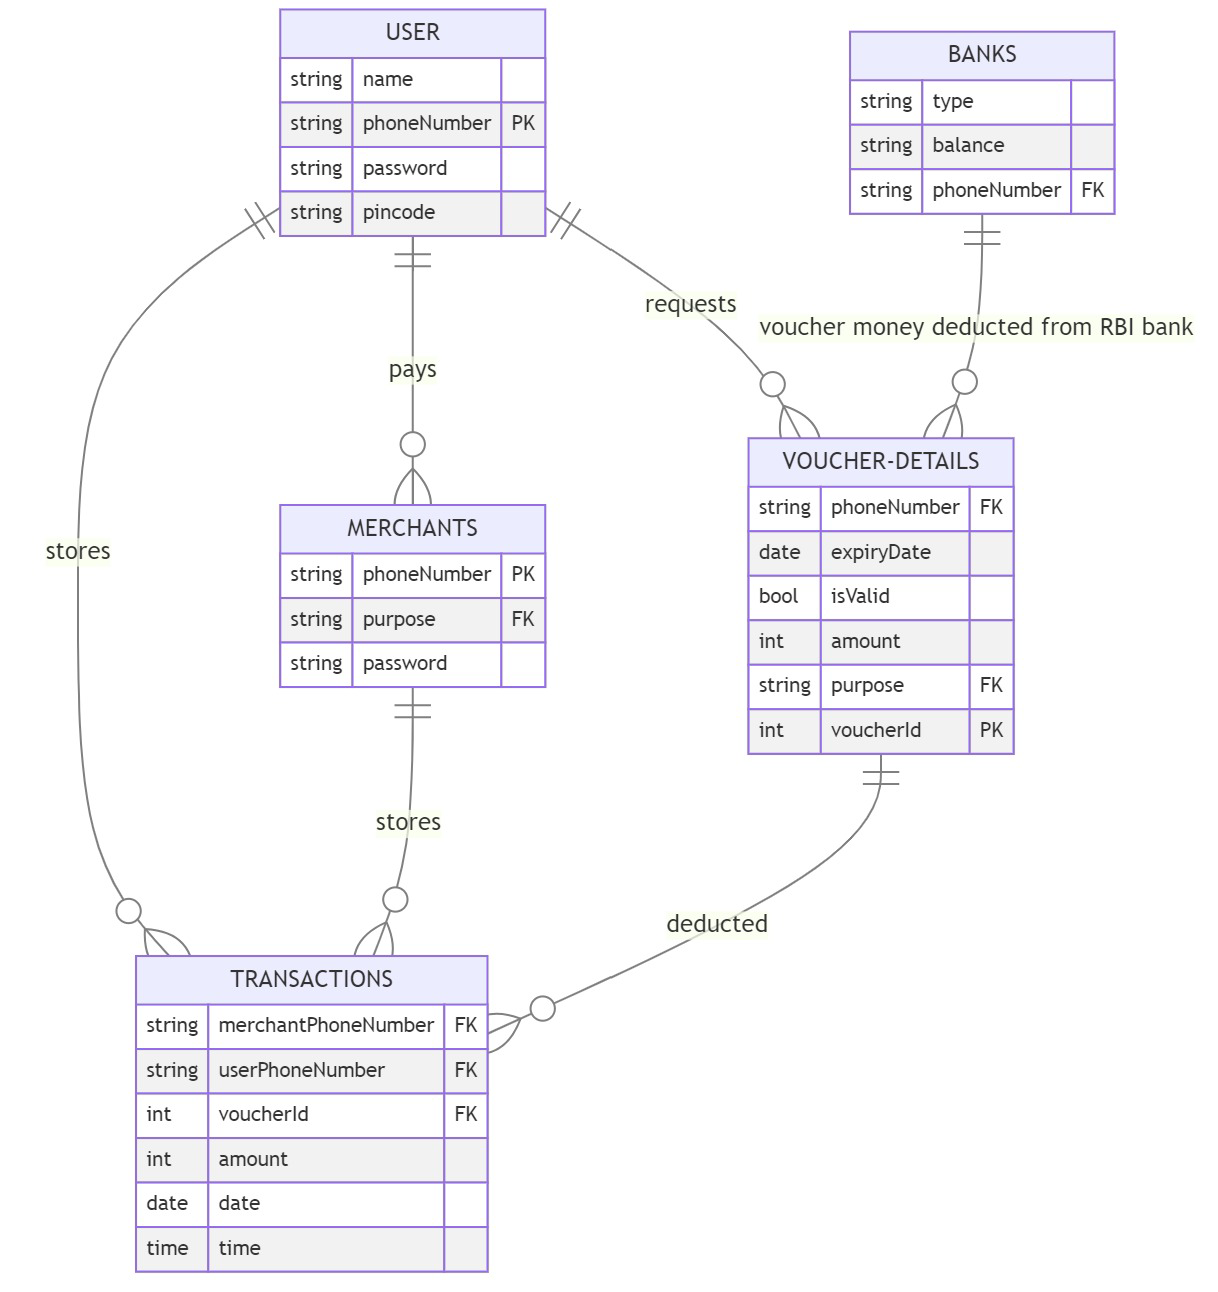 USER
string name
string phoneNumber PK
string password
string pincode
BANKS
string type
string balance
string phoneNumber FK
requests
voucher money deducted from RBI bank
pays
VOUCHER-DETAILS
string phoneNumber FK
date expiryDate
bool isValid
int amount
string purpose FK
int voucherId PK
MERCHANTS
string phoneNumber PK
string purpose FK
string password
stores
stores
deducted
TRANSACTIONS
string merchantPhoneNumber FK
string userPhoneNumber FK
int voucherId FK
int amount
date date
time time